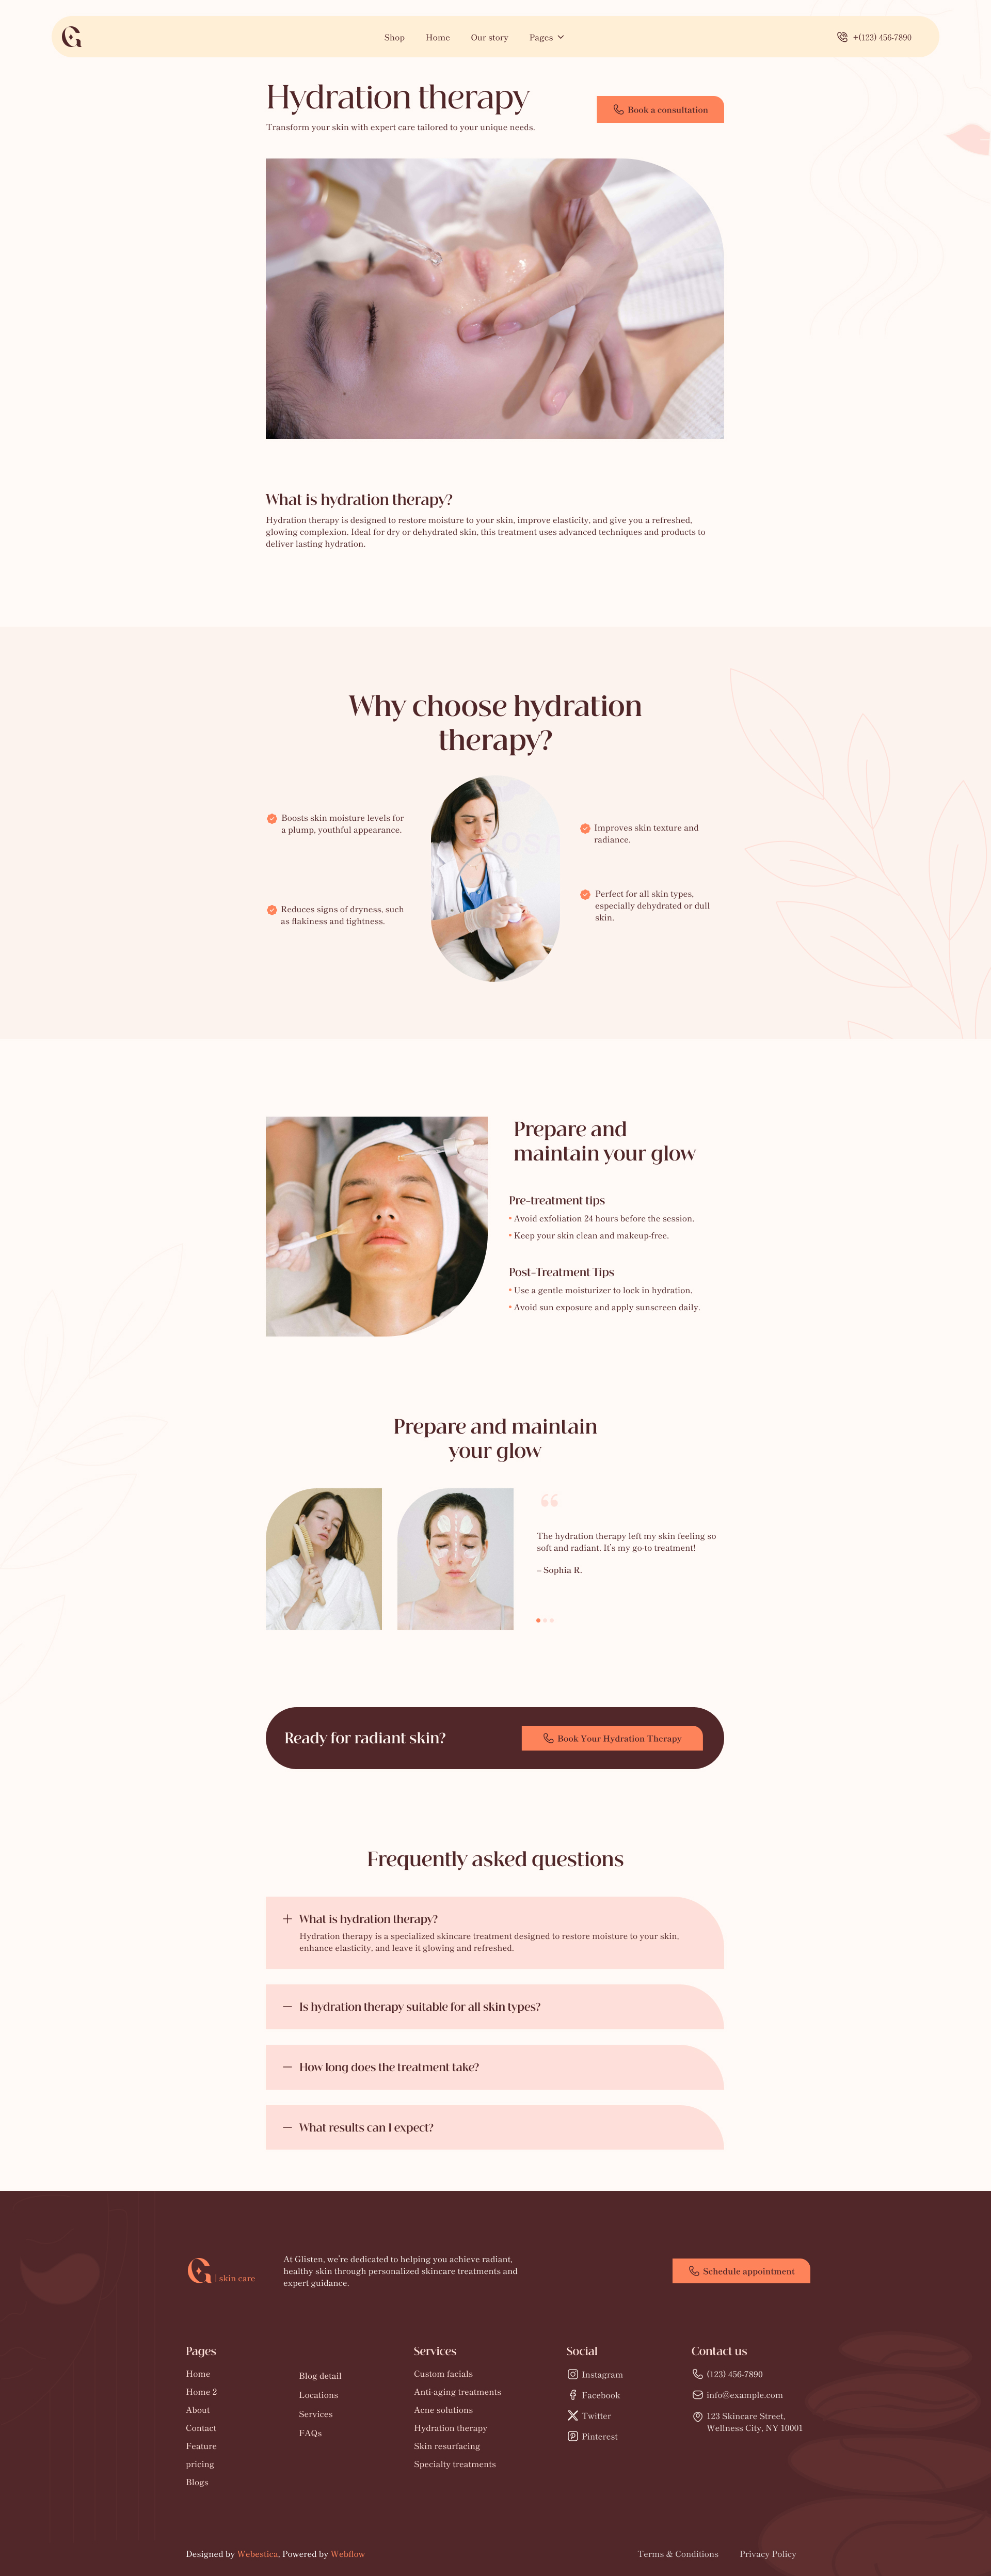 Shop
Home
Our story
Pages
+(123) 456-7890
Hydration therapy
Transform your skin with expert care tailored to your unique needs.
Book a consultation
What is hydration therapy?
Hydration therapy is designed to restore moisture to your skin, improve elasticity, and give you a refreshed,
glowing complexion. Ideal for dry or dehydrated skin, this treatment uses advanced techniques and products to
deliver lasting hydration.
Why choose hydration
therapy?
Boosts skin moisture levels for
a plump, youthful appearance.
Reduces signs of dryness, such
as flakiness and tightness.
Improves skin texture and
radiance.
Perfect for all skin types,
especially dehydrated or dull
skin.
Prepare and
maintain your glow
Pre-treatment tips
• Avoid exfoliation 24 hours before the session.
• Keep your skin clean and makeup-free.
Post-Treatment Tips
• Use a gentle moisturizer to lock in hydration.
• Avoid sun exposure and apply sunscreen daily.
Prepare and maintain
your glow
“
The hydration therapy left my skin feeling so
soft and radiant. It’s my go-to treatment!
– Sophia R.
Ready for radiant skin?
Book Your Hydration Therapy
Frequently asked questions
What is hydration therapy?
Hydration therapy is a specialized skincare treatment designed to restore moisture to your skin,
enhance elasticity, and leave it glowing and refreshed.
Is hydration therapy suitable for all skin types?
How long does the treatment take?
What results can I expect?
G | skin care
At Glisten, we’re dedicated to helping you achieve radiant,
healthy skin through personalized skincare treatments and
expert guidance.
Schedule appointment
Pages
Home
Home 2
About
Contact
Feature
pricing
Blogs
Blog detail
Locations
Services
FAQs
Services
Custom facials
Anti-aging treatments
Acne solutions
Hydration therapy
Skin resurfacing
Specialty treatments
Social
Instagram
Facebook
Twitter
Pinterest
Contact us
(123) 456-7890
info@example.com
123 Skincare Street,
Wellness City, NY 10001
Designed by Webestica, Powered by Webflow
Terms & Conditions
Privacy Policy